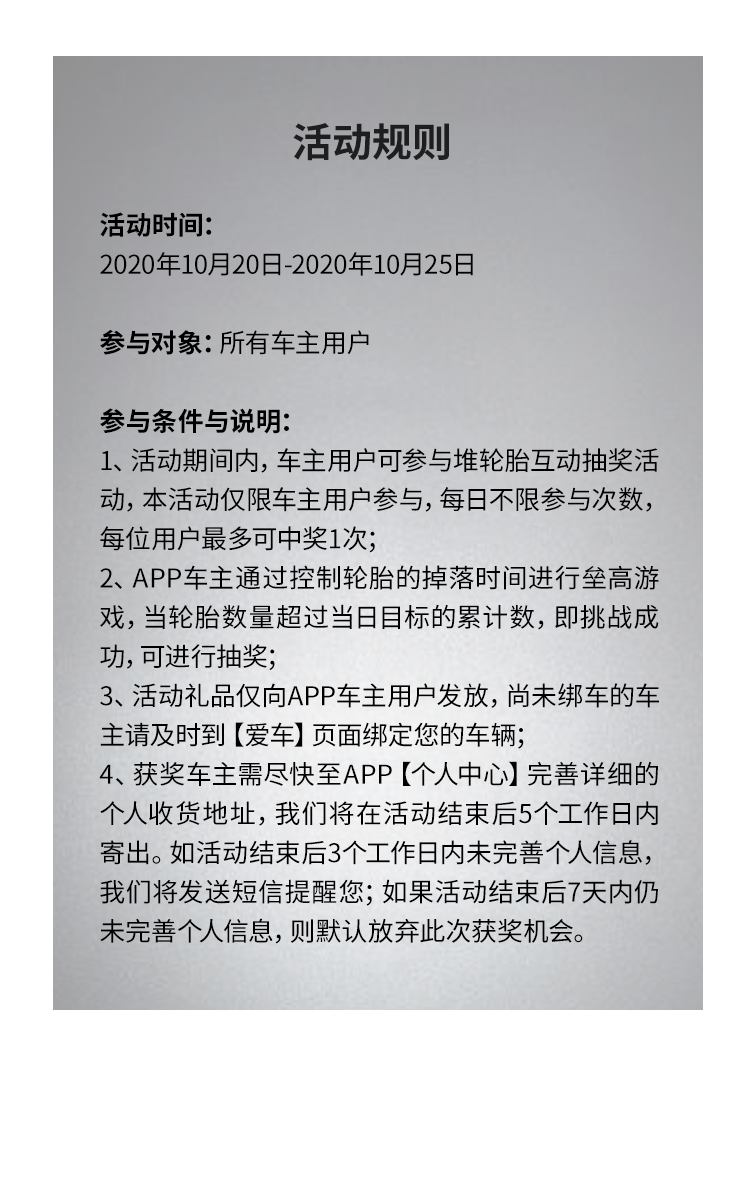 活动规则
活动时间：
2020年10月20日-2020年10月25日
参与对象：所有车主用户
参与条件与说明：
1、活动期间内，车主用户可参与堆轮胎互动抽奖活
动，本活动仅限车主用户参与，每日不限参与次数，
每位用户最多可中奖1次；
2、APP车主通过控制轮胎的掉落时间进行垒高游
戏，当轮胎数量超过当日目标的累计数，即挑战成
功，可进行抽奖；
3、活动礼品仅向APP车主用户发放，尚未绑车的车
主请及时到【爱车】页面绑定您的车辆；
4、获奖车主需尽快至APP【个人中心】完善详细的
个人收货地址，我们将在活动结束后5个工作日内
寄出。如活动结束后3个工作日内未完善个人信息，
我们将发送短信提醒您；如果活动结束后7天内仍
未完善个人信息，则默认放弃此次获奖机会。